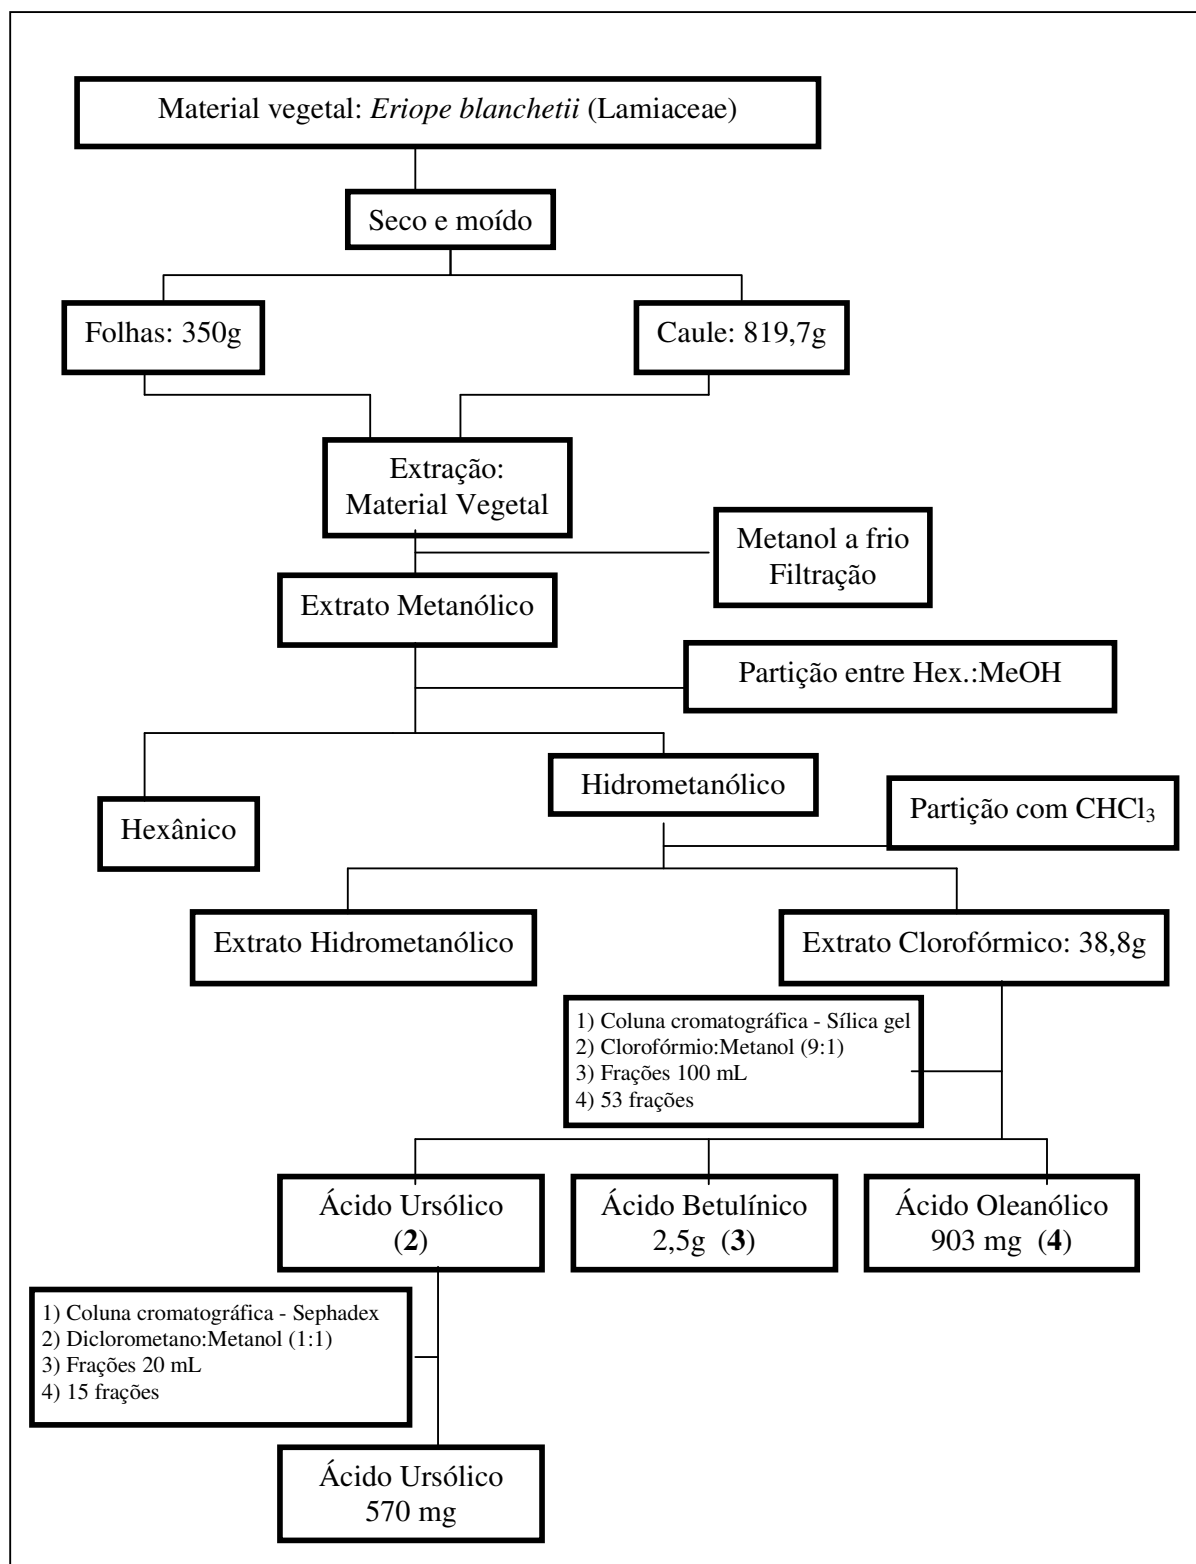 Material vegetal: Eriope blanchetii (Lamiaceae)
Seco e moído
Folhas: 350g
Caule: 819,7g
Extração:
Material Vegetal
Metanol a frio
Filtração
Extrato Metanólico
Partição entre Hex.:MeOH
Hidrometanólico
Partição com CHCl₃
Hexânico
Extrato Hidrometanólico
Extrato Clorofórmico: 38,8g
1) Coluna cromatográfica - Sílica gel
2) Clorofórmio:Metanol (9:1)
3) Frações 100 mL
4) 53 frações
Ácido Ursólico
(2)
Ácido Betulínico
2,5g (3)
Ácido Oleanólico
903 mg (4)
1) Coluna cromatográfica - Sephadex
2) Diclorometano:Metanol (1:1)
3) Frações 20 mL
4) 15 frações
Ácido Ursólico
570 mg